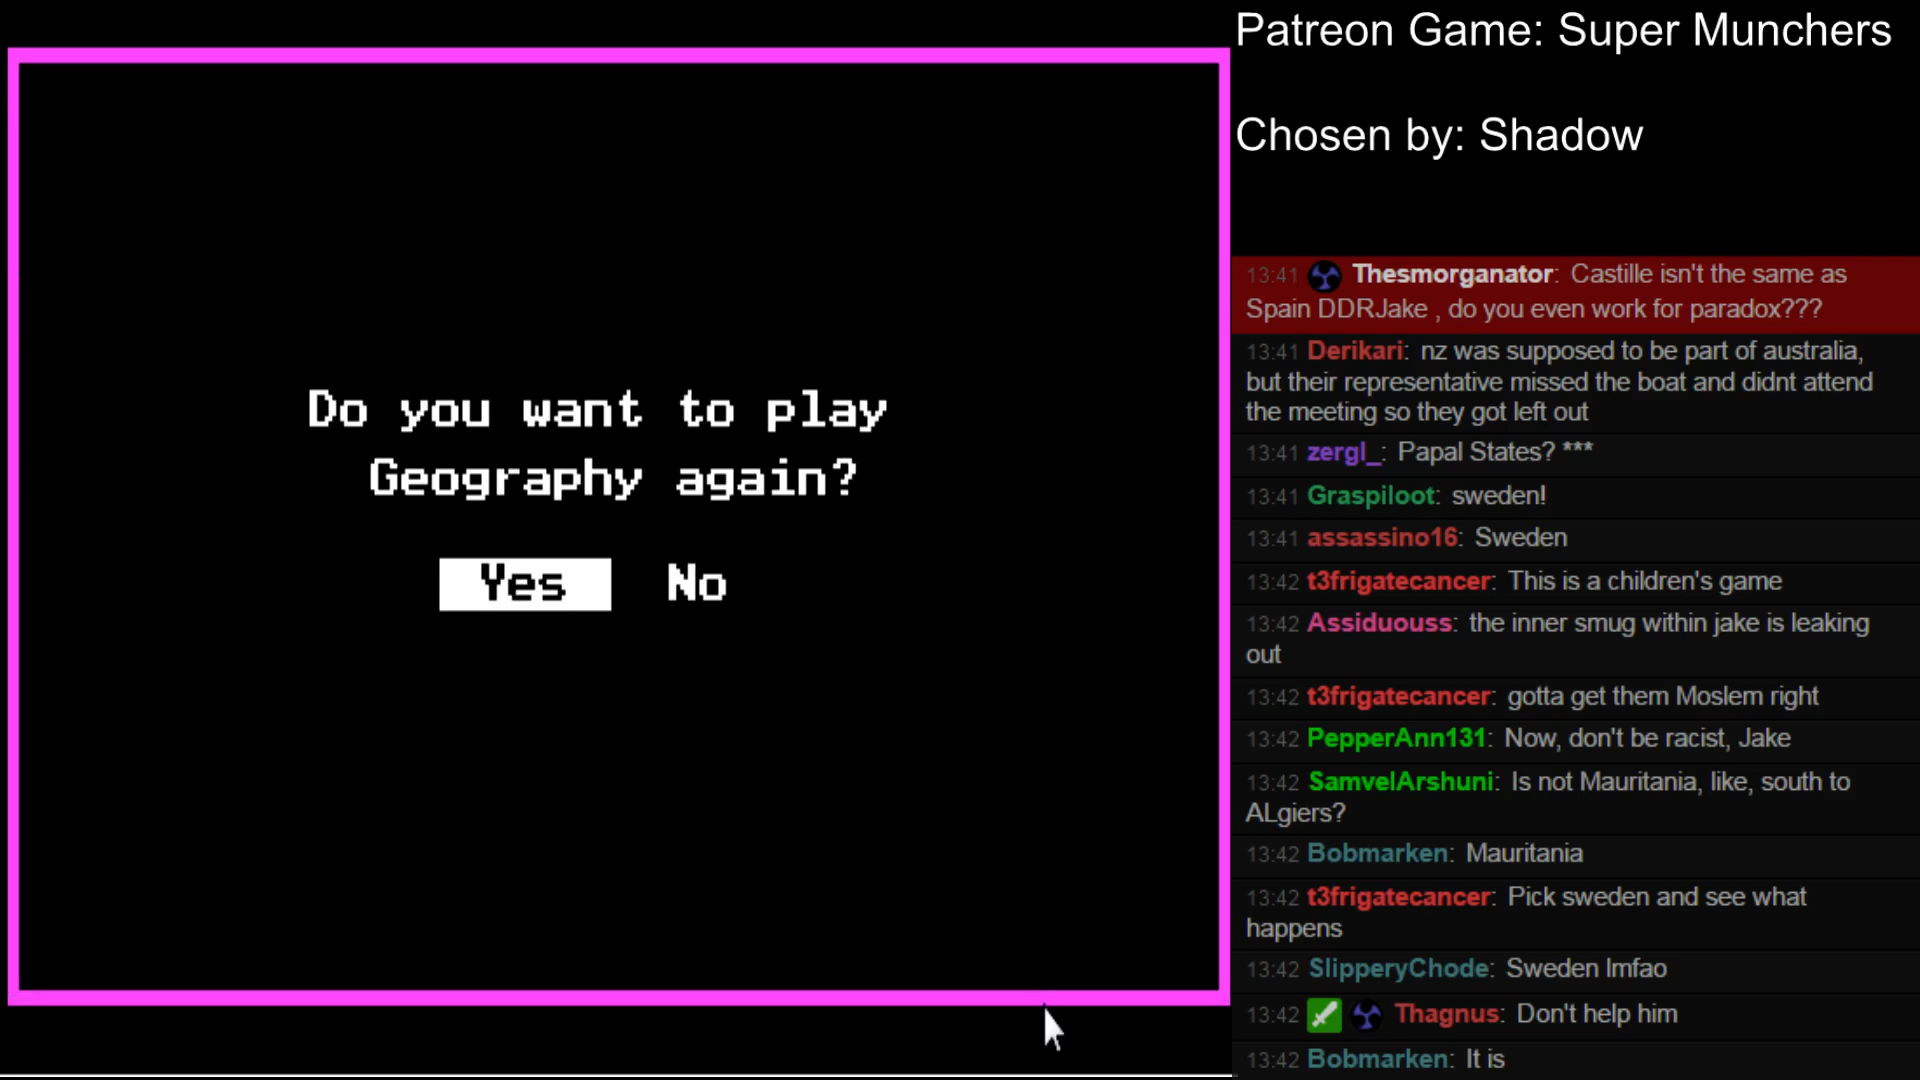 Patreon Game: Super Munchers
Chosen by: Shadow
Do you want to play
Geography again?
Yes No
13:41 Thesmorganator: Castille isn't the same as
Spain DDRJake , do you even work for paradox???
13:41 Derikari: nz was supposed to be part of australia,
but their representative missed the boat and didnt attend
the meeting so they got left out
13:41 zergl_: Papal States? ***
13:41 Graspiloot: sweden!
13:41 assassino16: Sweden
13:42 t3frigatecancer: This is a children's game
13:42 Assiduouss: the inner smug within jake is leaking
out
13:42 t3frigatecancer: gotta get them Moslem right
13:42 PepperAnn131: Now, don't be racist, Jake
13:42 SamvelArshuni: Is not Mauritania, like, south to
ALgiers?
13:42 Bobmarken: Mauritania
13:42 t3frigatecancer: Pick sweden and see what
happens
13:42 SlipperyChode: Sweden lmfao
13:42 Thagnus: Don't help him
13:42 Bobmarken: It is